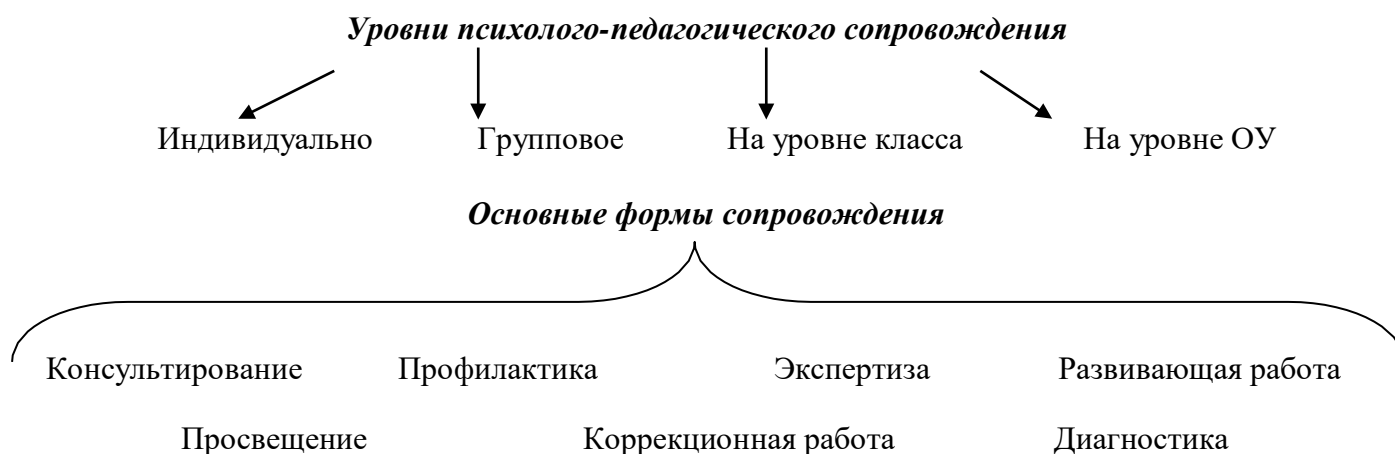 Уровни психолого-педагогического сопровождения
Индивидуально Групповое На уровне класса На уровне ОУ
Основные формы сопровождения
Консультирование Профилактика Экспертиза Развивающая работа
Просвещение Коррекционная работа Диагностика